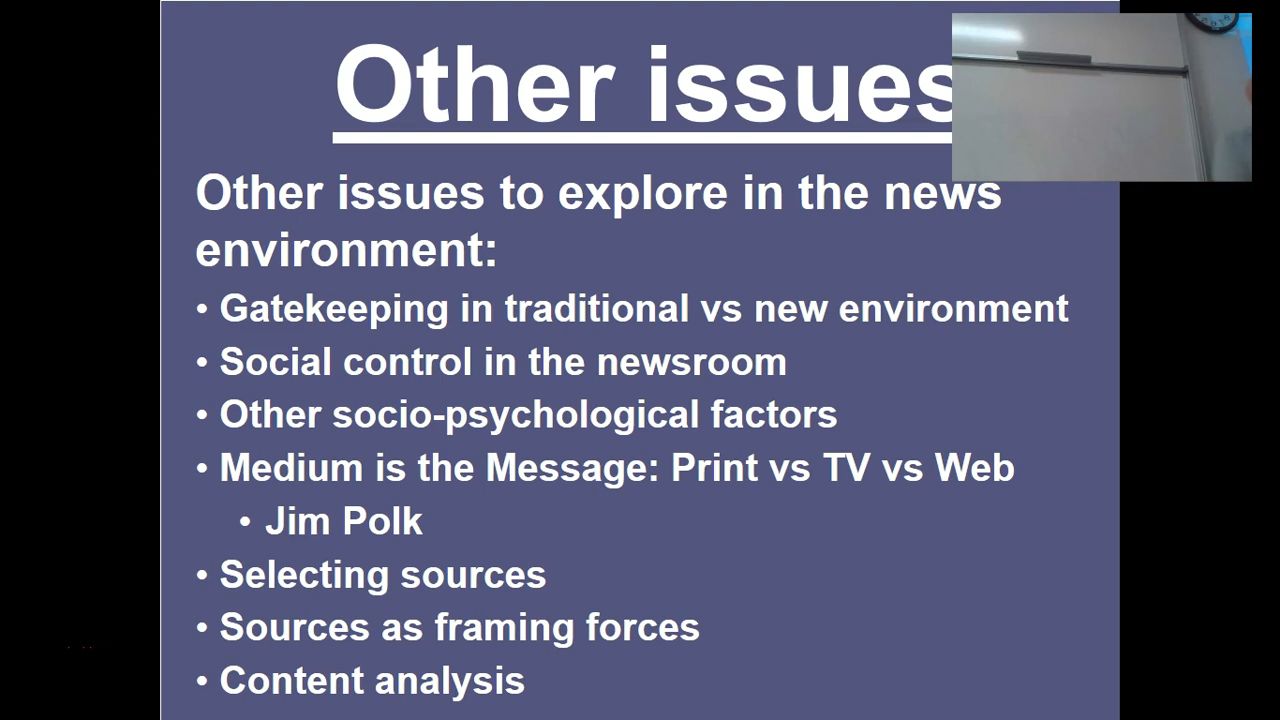 Other issues
Other issues to explore in the news
environment:
• Gatekeeping in traditional vs new environment
• Social control in the newsroom
• Other socio-psychological factors
• Medium is the Message: Print vs TV vs Web
• Jim Polk
• Selecting sources
• Sources as framing forces
• Content analysis